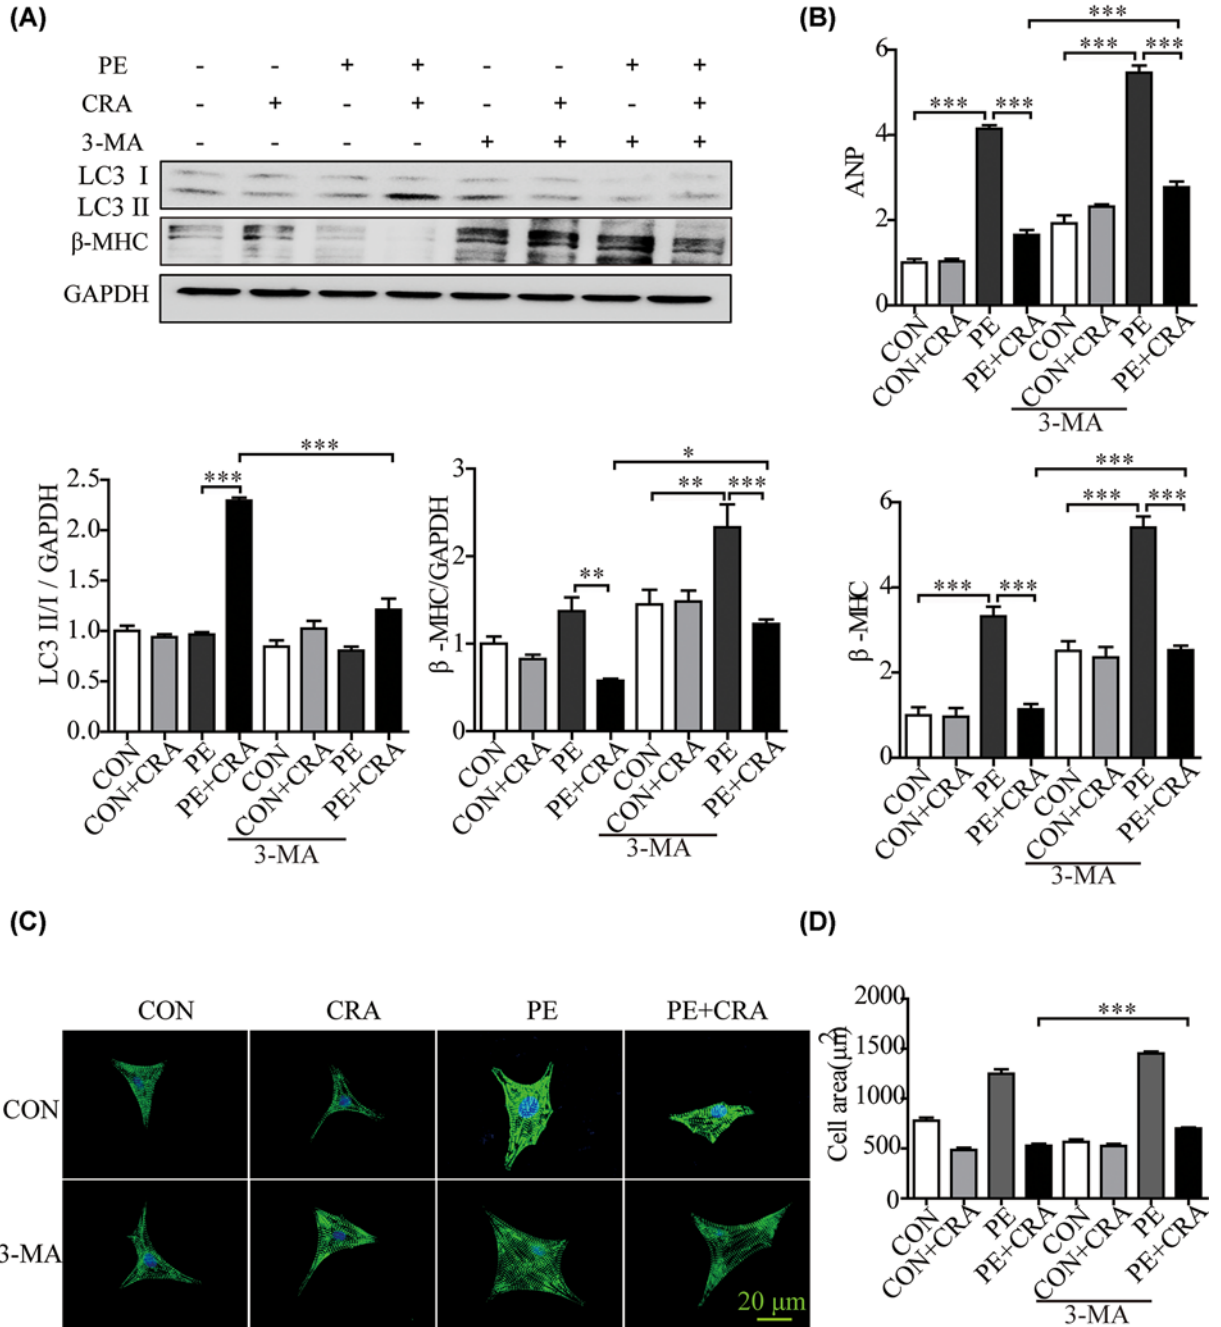 (A)
PE - - + + - - + +
CRA - + - + - + - +
3-MA - - - - + + + +
LC3 I
LC3 II
β-MHC
GAPDH
(B)
***
*** ***
*** ***
6
4
2
0
ANP
CON
CON+CRA
PE
PE+CRA
CON
CON+CRA
PE
PE+CRA
3-MA
***
***
2.5
2.0
1.5
1.0
0.5
0.0
LC3 II/I / GAPDH
CON
CON+CRA
PE
PE+CRA
CON
CON+CRA
PE
PE+CRA
3-MA
*
** ***
**
3
2
1
0
β -MHC/GAPDH
CON
CON+CRA
PE
PE+CRA
CON
CON+CRA
PE
PE+CRA
3-MA
***
*** ***
*** ***
6
4
2
0
β -MHC
CON
CON+CRA
PE
PE+CRA
CON
CON+CRA
PE
PE+CRA
3-MA
(C)
CON CRA PE PE+CRA
CON
3-MA
20 μm
(D)
***
2000
1500
1000
500
0
Cell area(μm2)
CON
CON+CRA
PE
PE+CRA
CON
CON+CRA
PE
PE+CRA
3-MA